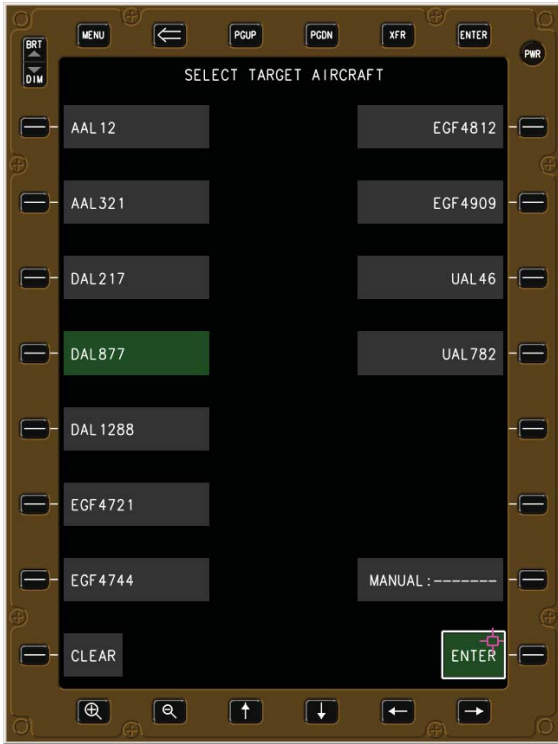 MENU PGUP PGDN XFR ENTER
BRT
PWR
DIM
SELECT TARGET AIRCRAFT
AAL12 EGF4812
AAL321 EGF4909
DAL217 UAL46
DAL877 UAL782
DAL1288
EGF4721
EGF4744 MANUAL:-------
CLEAR ENTER